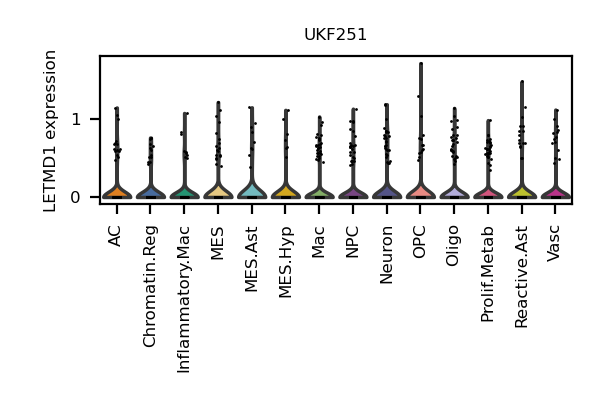 UKF251
LETMD1 expression
1
0
AC
Chromatin.Reg
Inflammatory.Mac
MES
MES.Ast
MES.Hyp
Mac
NPC
Neuron
OPC
Oligo
Prolif.Metab
Reactive.Ast
Vasc